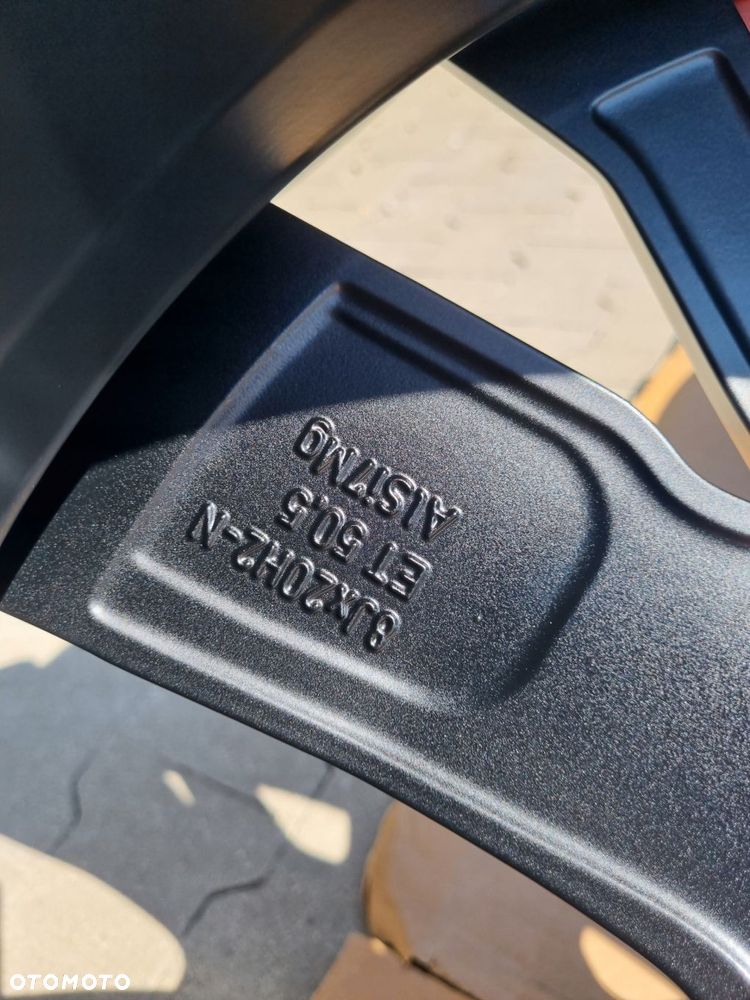 8Jx20H2-N
ET 50,5
AlSi7Mg
OTOMOTO